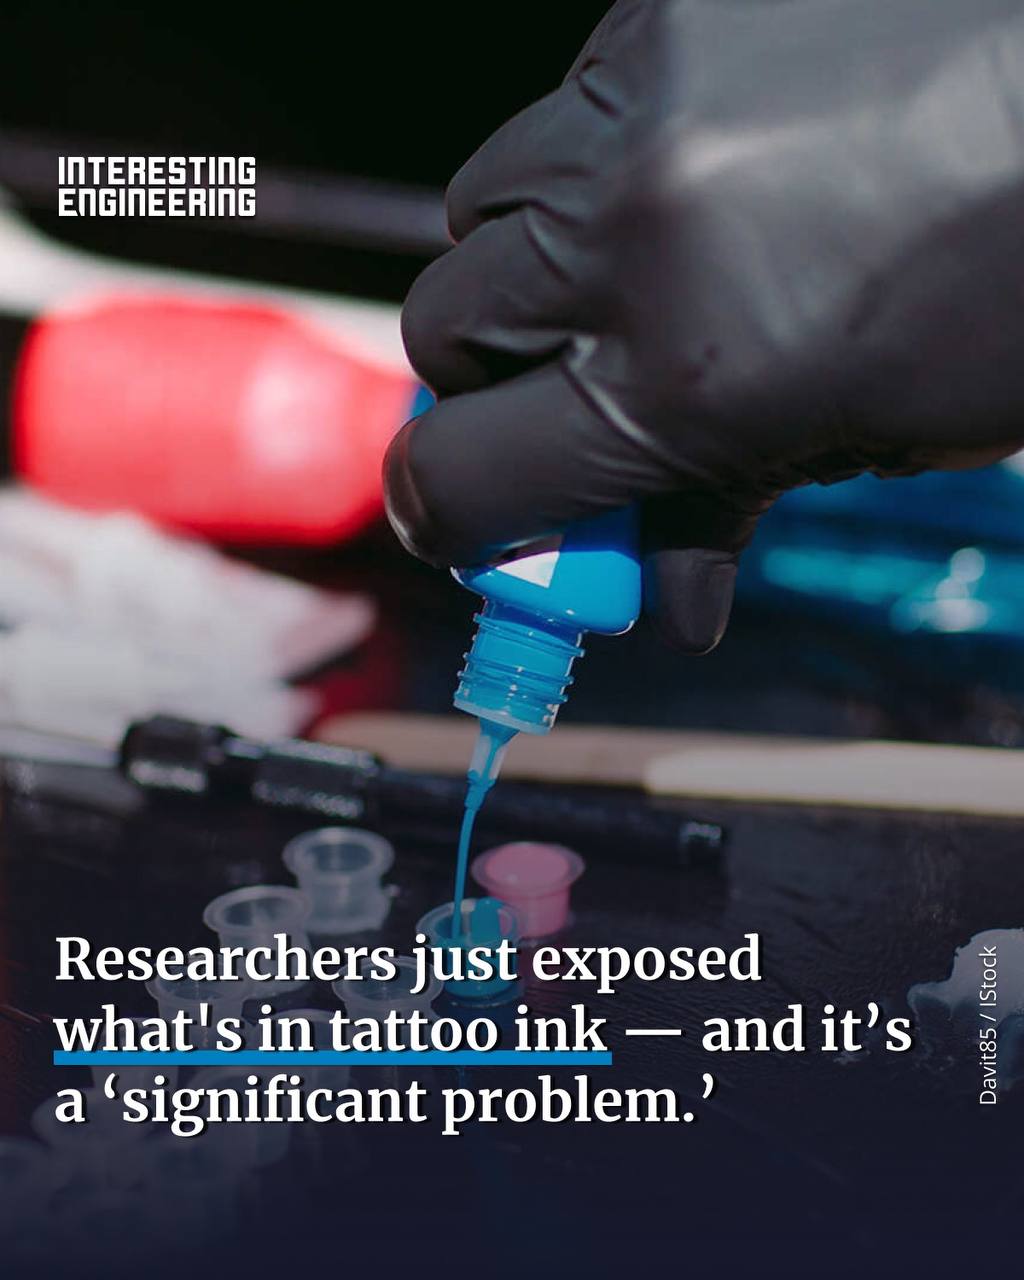 INTERESTING
ENGINEERING
Researchers just exposed
what's in tattoo ink — and it’s
a ‘significant problem.’
Davit85 / IStock